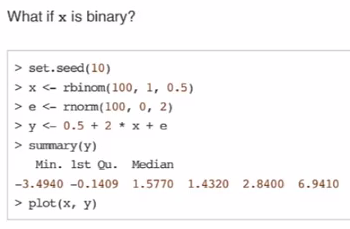 What if x is binary?
> set.seed(10)
> x <- rbinom(100, 1, 0.5)
> e <- rnorm(100, 0, 2)
> y <- 0.5 + 2 * x + e
> summary(y)
Min. 1st Qu. Median
-3.4940 -0.1409 1.5770 1.4320 2.8400 6.9410
> plot(x, y)